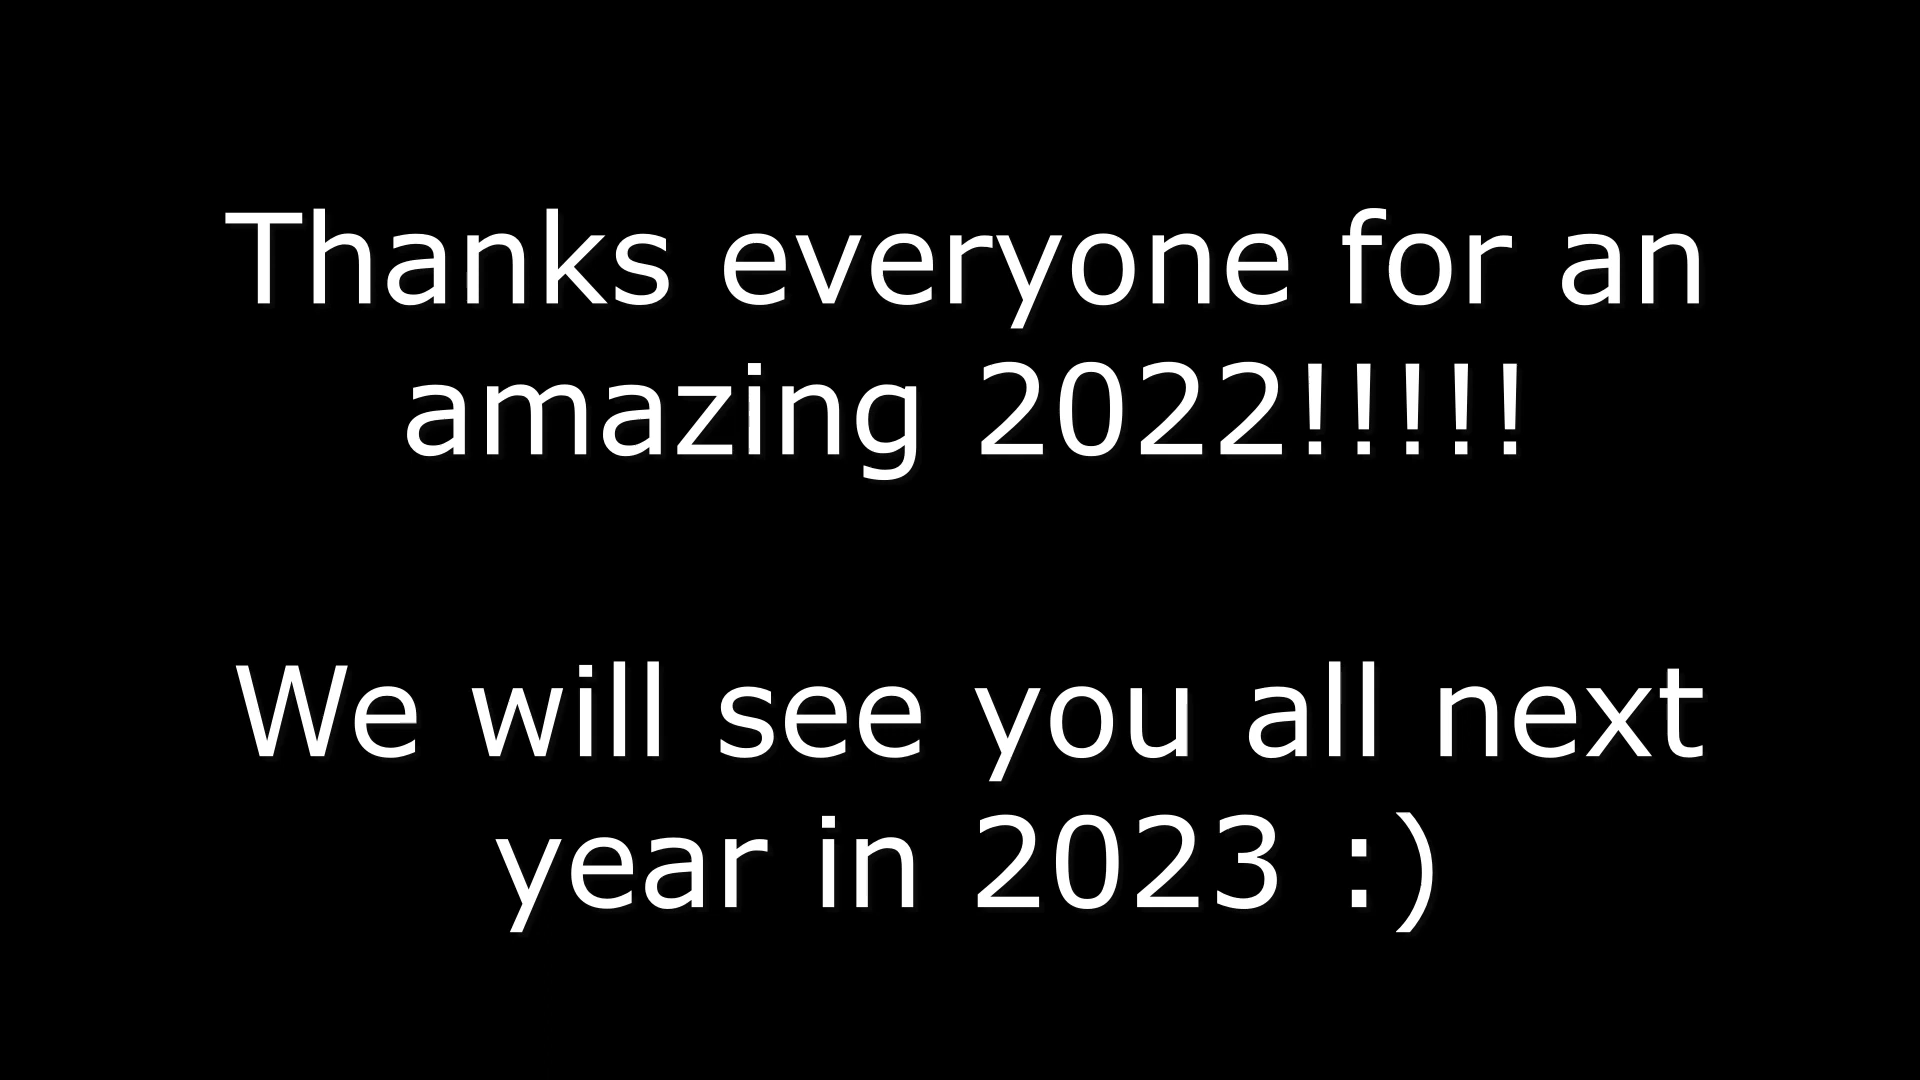 Thanks everyone for an
amazing 2022!!!!!
We will see you all next
year in 2023 :)